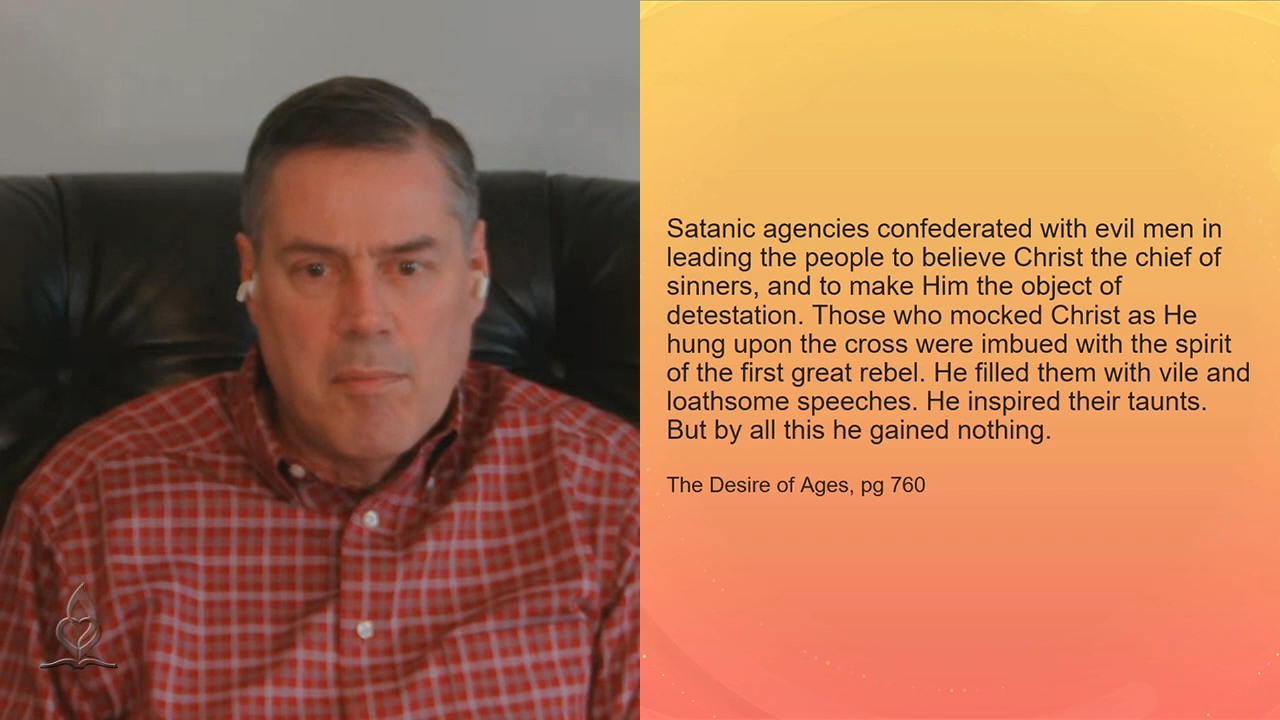 Satanic agencies confederated with evil men in
leading the people to believe Christ the chief of
sinners, and to make Him the object of
detestation. Those who mocked Christ as He
hung upon the cross were imbued with the spirit
of the first great rebel. He filled them with vile and
loathsome speeches. He inspired their taunts.
But by all this he gained nothing.
The Desire of Ages, pg 760